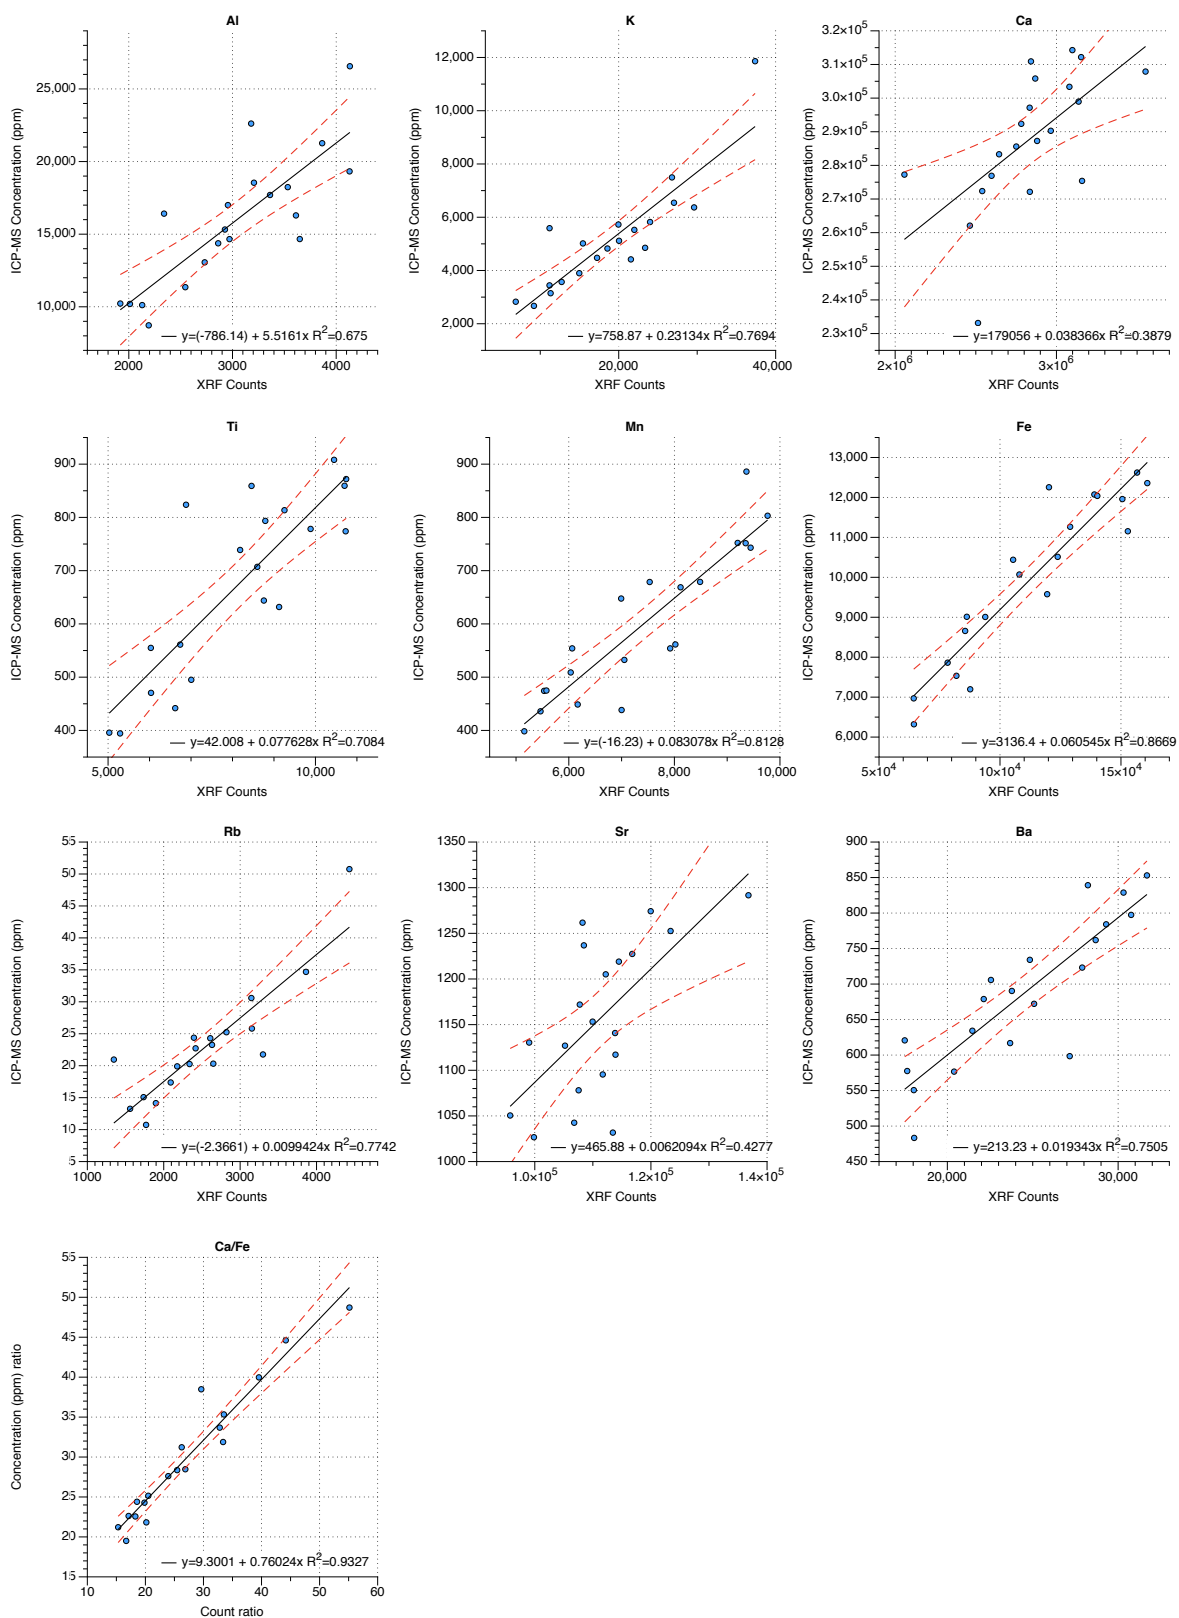 Al
ICP-MS Concentration (ppm)
25,000
20,000
15,000
10,000
y=(-786.14) + 5.5161x R²=0.675
2000 3000 4000
XRF Counts
K
ICP-MS Concentration (ppm)
12,000
10,000
8,000
6,000
4,000
2,000
y=758.87 + 0.23134x R²=0.7694
20,000 40,000
XRF Counts
Ca
ICP-MS Concentration (ppm)
3.2×10⁵
3.1×10⁵
3.0×10⁵
2.9×10⁵
2.8×10⁵
2.7×10⁵
2.6×10⁵
2.5×10⁵
2.4×10⁵
2.3×10⁵
y=179056 + 0.038366x R²=0.3879
2×10⁶ 3×10⁶
XRF Counts
Ti
ICP-MS Concentration (ppm)
900
800
700
600
500
400
y=42.008 + 0.077628x R²=0.7084
5,000 10,000
XRF Counts
Mn
ICP-MS Concentration (ppm)
900
800
700
600
500
400
y=(-16.23) + 0.083078x R²=0.8128
6,000 8,000 10,000
XRF Counts
Fe
ICP-MS Concentration (ppm)
13,000
12,000
11,000
10,000
9,000
8,000
7,000
6,000
y=3136.4 + 0.060545x R²=0.8669
5×10⁴ 10×10⁴ 15×10⁴
XRF Counts
Rb
ICP-MS Concentration (ppm)
55
50
45
40
35
30
25
20
15
10
5
y=(-2.3661) + 0.0099424x R²=0.7742
1000 2000 3000 4000
XRF Counts
Sr
ICP-MS Concentration (ppm)
1350
1300
1250
1200
1150
1100
1050
1000
y=465.88 + 0.0062094x R²=0.4277
1.0×10⁵ 1.2×10⁵ 1.4×10⁵
XRF Counts
Ba
ICP-MS Concentration (ppm)
900
850
800
750
700
650
600
550
500
450
y=213.23 + 0.019343x R²=0.7505
20,000 30,000
XRF Counts
Ca/Fe
Concentration (ppm) ratio
55
50
45
40
35
30
25
20
15
y=9.3001 + 0.76024x R²=0.9327
10 20 30 40 50 60
Count ratio